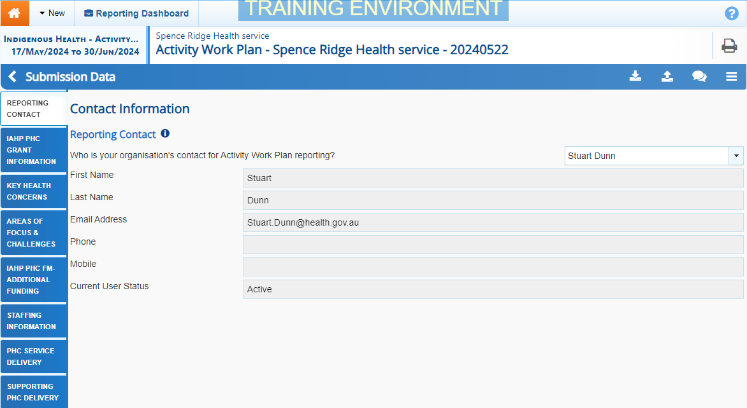 New
Reporting Dashboard
TRAINING ENVIRONMENT
Indigenous Health - Activity...
17/May/2024 to 30/Jun/2024
Spence Ridge Health service
Activity Work Plan - Spence Ridge Health service - 20240522
Submission Data
REPORTING
CONTACT
IAHP PHC
GRANT
INFORMATION
KEY HEALTH
CONCERNS
AREAS OF
FOCUS &
CHALLENGES
IAHP PHC FM-
ADDITIONAL
FUNDING
STAFFING
INFORMATION
PHC SERVICE
DELIVERY
SUPPORTING
PHC DELIVERY
Contact Information
Reporting Contact
Who is your organisation's contact for Activity Work Plan reporting? Stuart Dunn
First Name Stuart
Last Name Dunn
Email Address Stuart.Dunn@health.gov.au
Phone
Mobile
Current User Status Active